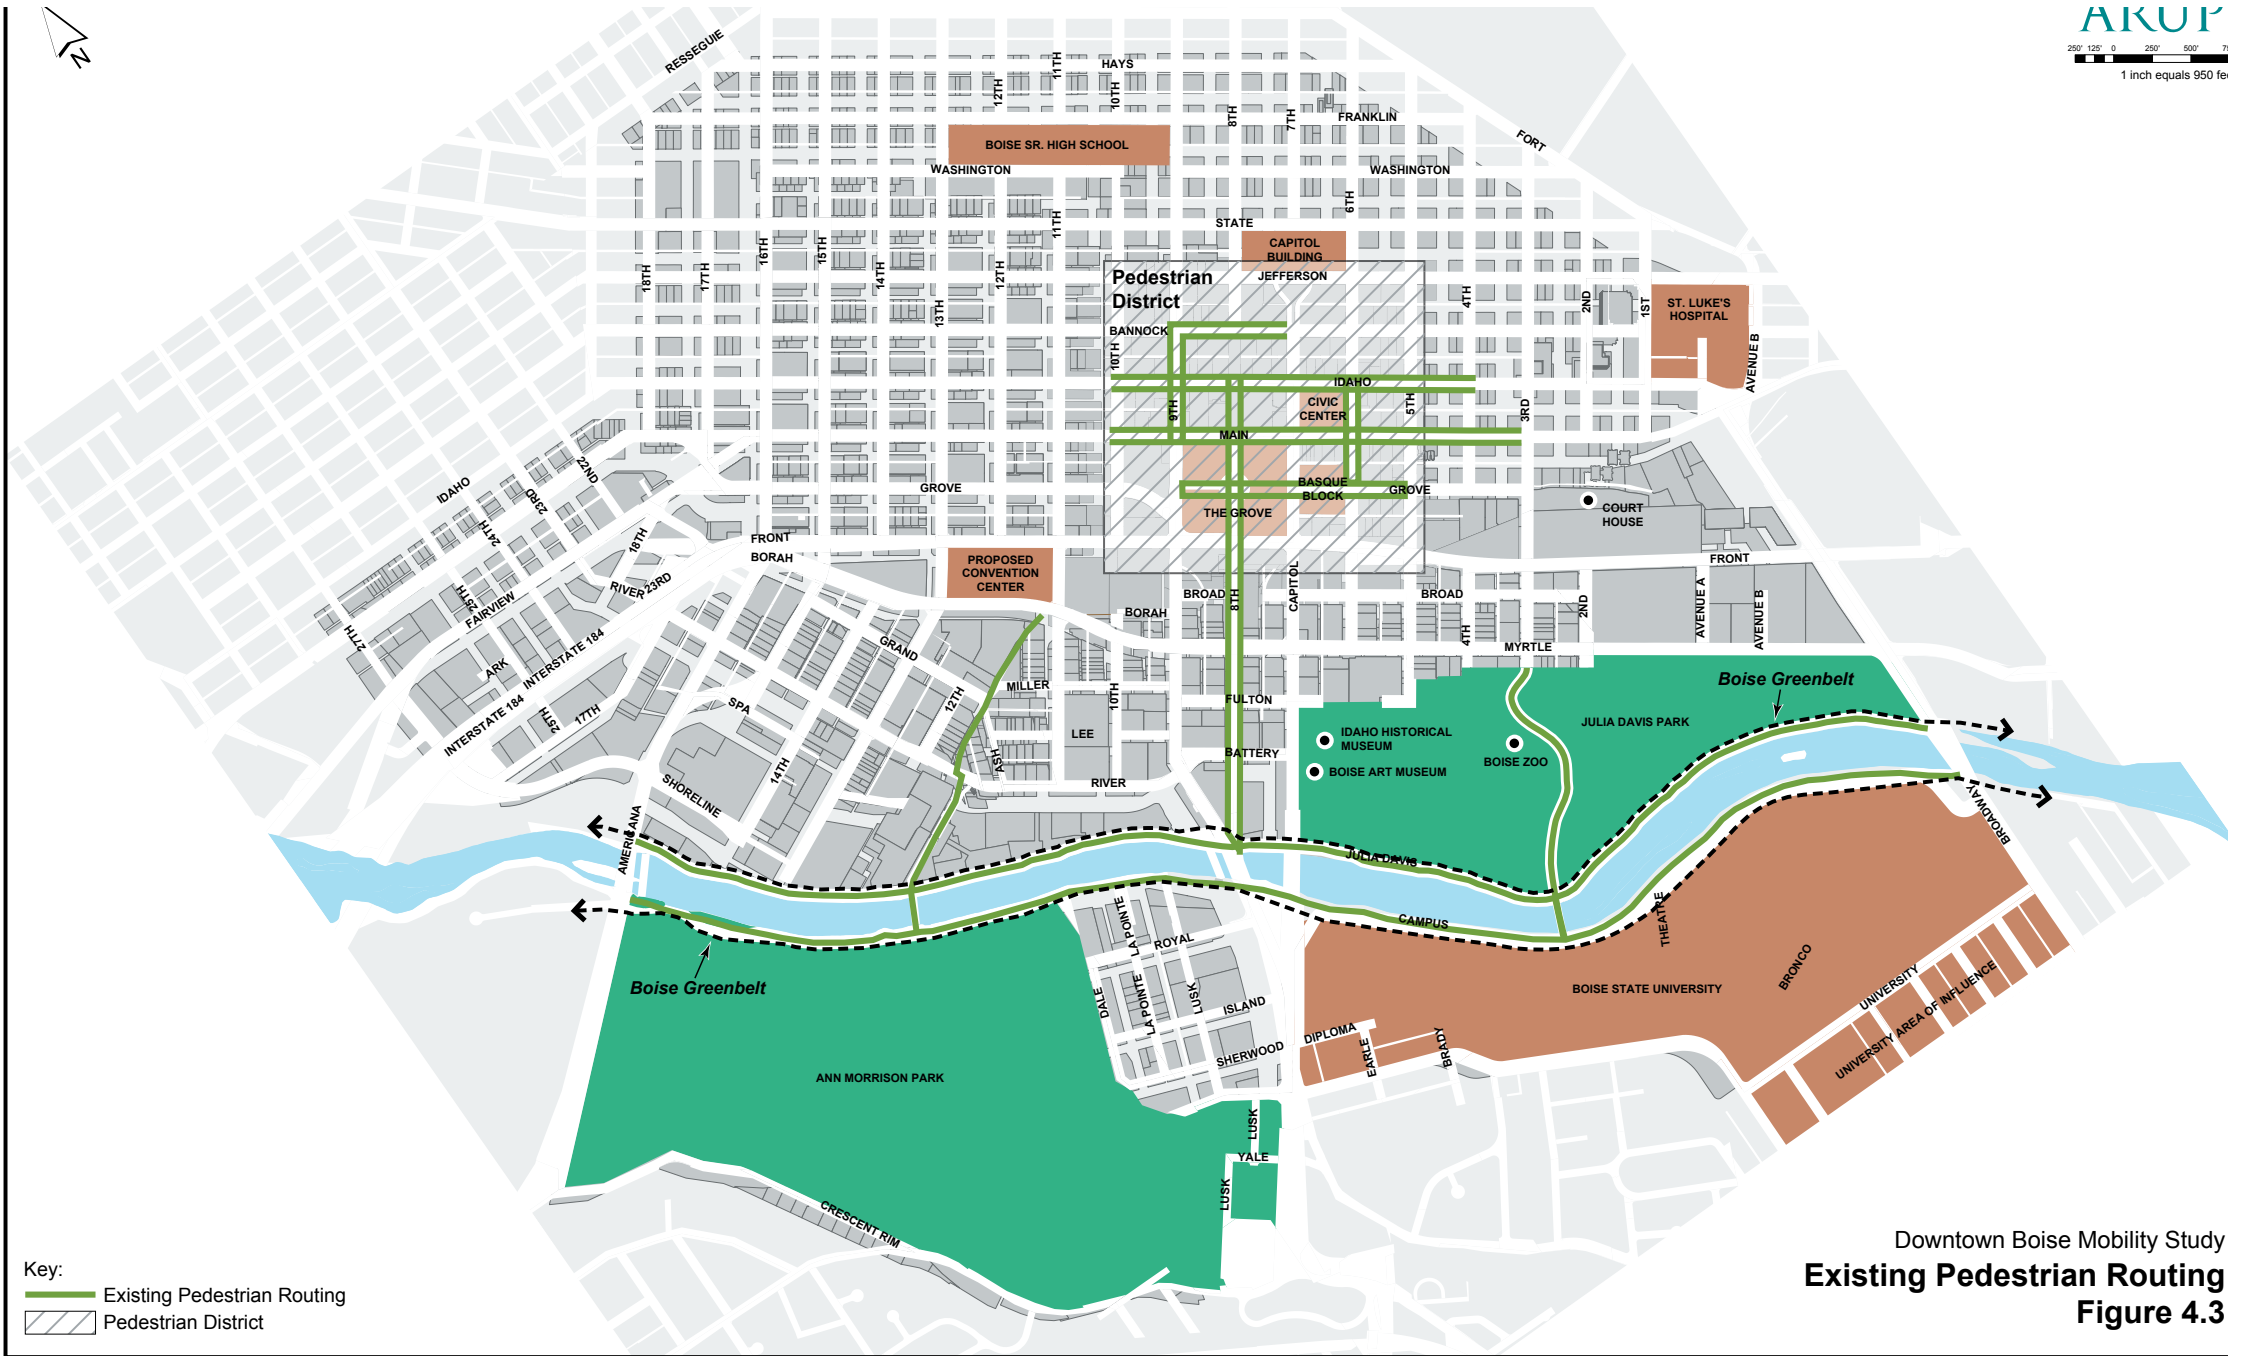 N
ARUP
250' 125' 0 250' 500'
1 inch equals 950
RESSEGUIE
HAYS
11TH
12TH
10TH
8TH
7TH
FRANKLIN
FORT
BOISE SR. HIGH SCHOOL
WASHINGTON
WASHINGTON
6TH
11TH
STATE
16TH
15TH
18TH
17TH
14TH
12TH
13TH
CAPITOL
BUILDING
JEFFERSON
Pedestrian
District
4TH
2ND
1ST
ST. LUKE'S
HOSPITAL
AVENUE B
BANNOCK
10TH
IDAHO
9TH
CIVIC
CENTER
5TH
3RD
MAIN
IDAHO
22ND
23RD
24TH
GROVE
BASQUE
BLOCK
GROVE
THE GROVE
COURT
HOUSE
18TH
FRONT
BORAH
PROPOSED
CONVENTION
CENTER
FRONT
RIVER
23RD
25TH
FAIRVIEW
27TH
ARK
INTERSTATE 184
INTERSTATE 184
25TH
17TH
BROAD
8TH
CAPITOL
BROAD
BORAH
2ND
AVENUE A
AVENUE B
4TH
MYRTLE
GRAND
SPA
12TH
MILLER
10TH
FULTON
LEE
ASH
BATTERY
RIVER
14TH
SHORELINE
AMERICANA
Boise Greenbelt
JULIA DAVIS PARK
IDAHO HISTORICAL
MUSEUM
BOISE ART MUSEUM
BOISE ZOO
BROADWAY
JULIA DAVIS
CAMPUS
THEATRE
BRONCO
LA POINTE
ROYAL
DALE
LA POINTE
LUSK
ISLAND
SHERWOOD
Boise Greenbelt
BOISE STATE UNIVERSITY
UNIVERSITY
UNIVERSITY AREA OF INFLUENCE
DIPLOMA
EARLE
BRADY
ANN MORRISON PARK
LUSK
YALE
LUSK
CRESCENT RIM
Key:
Existing Pedestrian Routing
Pedestrian District
Downtown Boise Mobility Study
Existing Pedestrian Routing
Figure 4.3